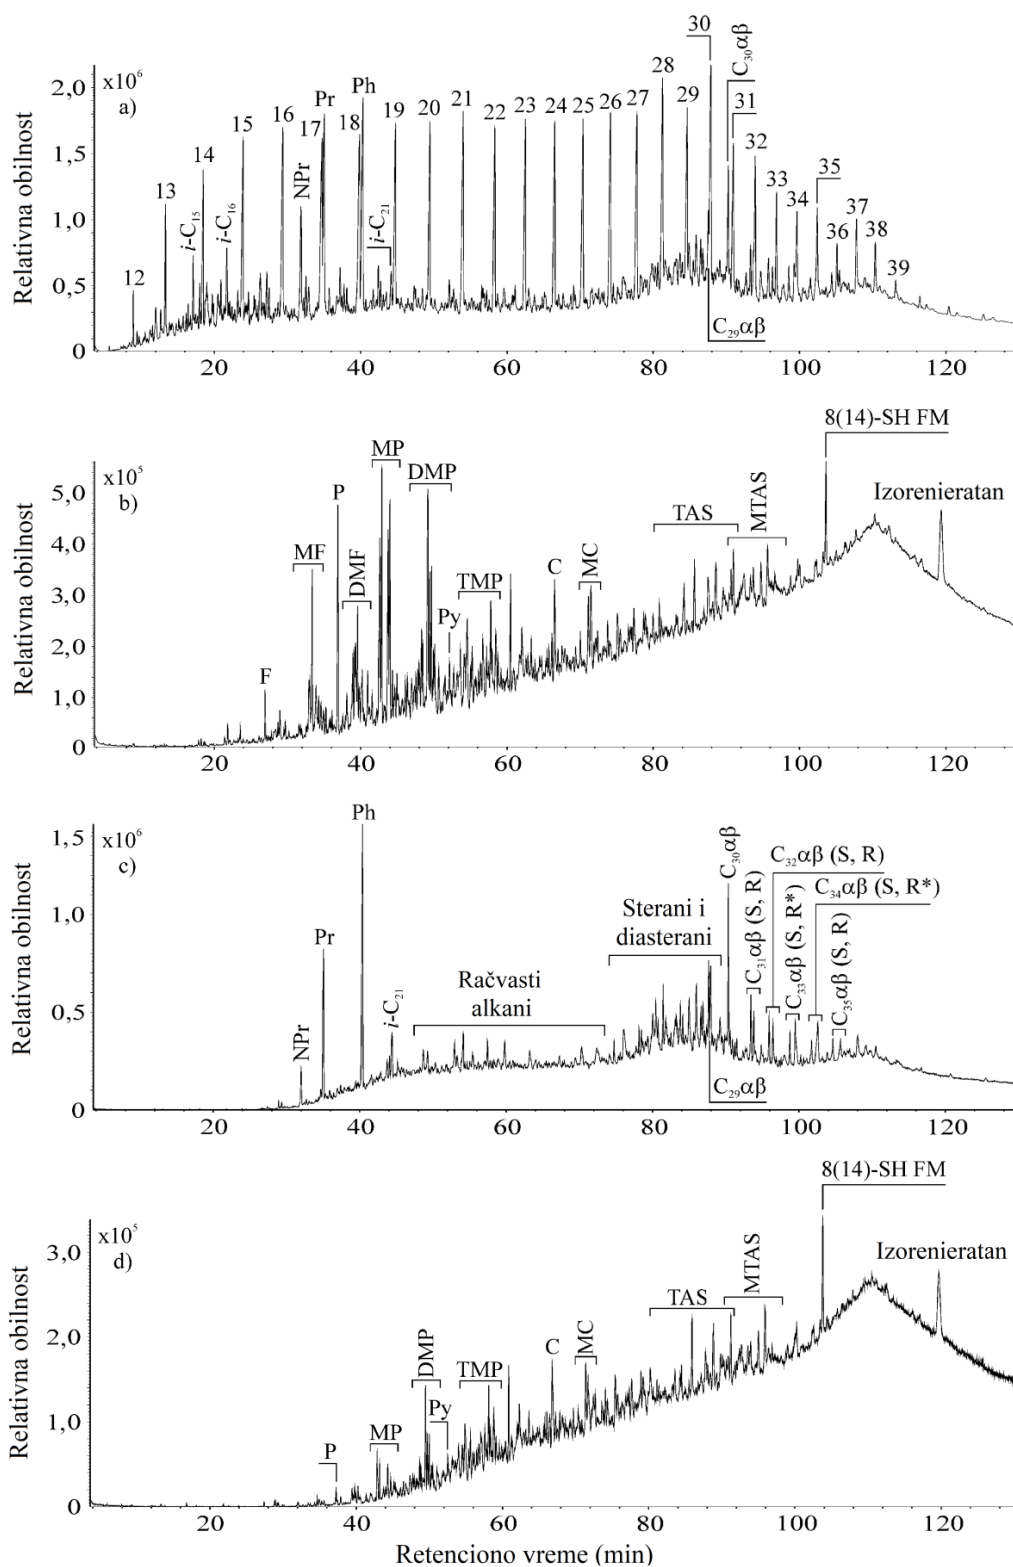 Relativna obilnost
x10⁶
a)
2,0
1,5
1,0
0,5
0
12
13
i-C₁₅
14
i-C₁₆
15
16
NPr
17
Pr
18
Ph
i-C₂₁
19
20
21
22
23
24
25
26
27
28
29
30
C₃₀αβ
31
32
33
34
35
36
37
38
39
C₂₉αβ
20 40 60 80 100 120
Relativna obilnost
x10⁵
b)
5,0
4,0
3,0
2,0
1,0
0
F
MF
P
DMF
MP
DMP
Py
TMP
C
MC
TAS
MTAS
8(14)-SH FM
Izorenieratan
20 40 60 80 100 120
Relativna obilnost
x10⁶
c)
1,5
1,0
0,5
0
NPr
Pr
Ph
i-C₂₁
Račvasti
alkani
Sterani i
diasterani
C₂₉αβ
C₃₀αβ
C₃₁αβ (S, R)
C₃₂αβ (S, R)
C₃₃αβ (S, R*)
C₃₄αβ (S, R*)
C₃₅αβ (S, R)
20 40 60 80 100 120
Relativna obilnost
x10⁵
d)
3,0
2,0
1,0
0
P
MP
DMP
Py
TMP
C
MC
TAS
MTAS
8(14)-SH FM
Izorenieratan
20 40 60 80 100 120
Retenciono vreme (min)